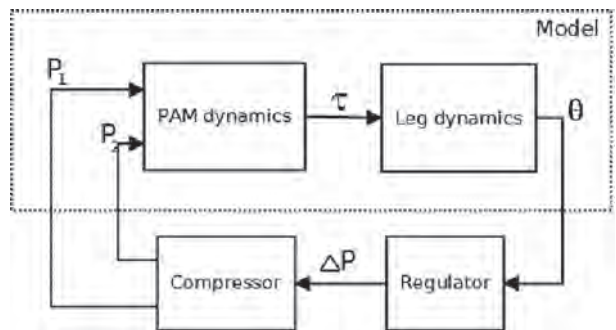 Model
P₁
P₂
PAM dynamics
τ
Leg dynamics
θ
Compressor
ΔP
Regulator